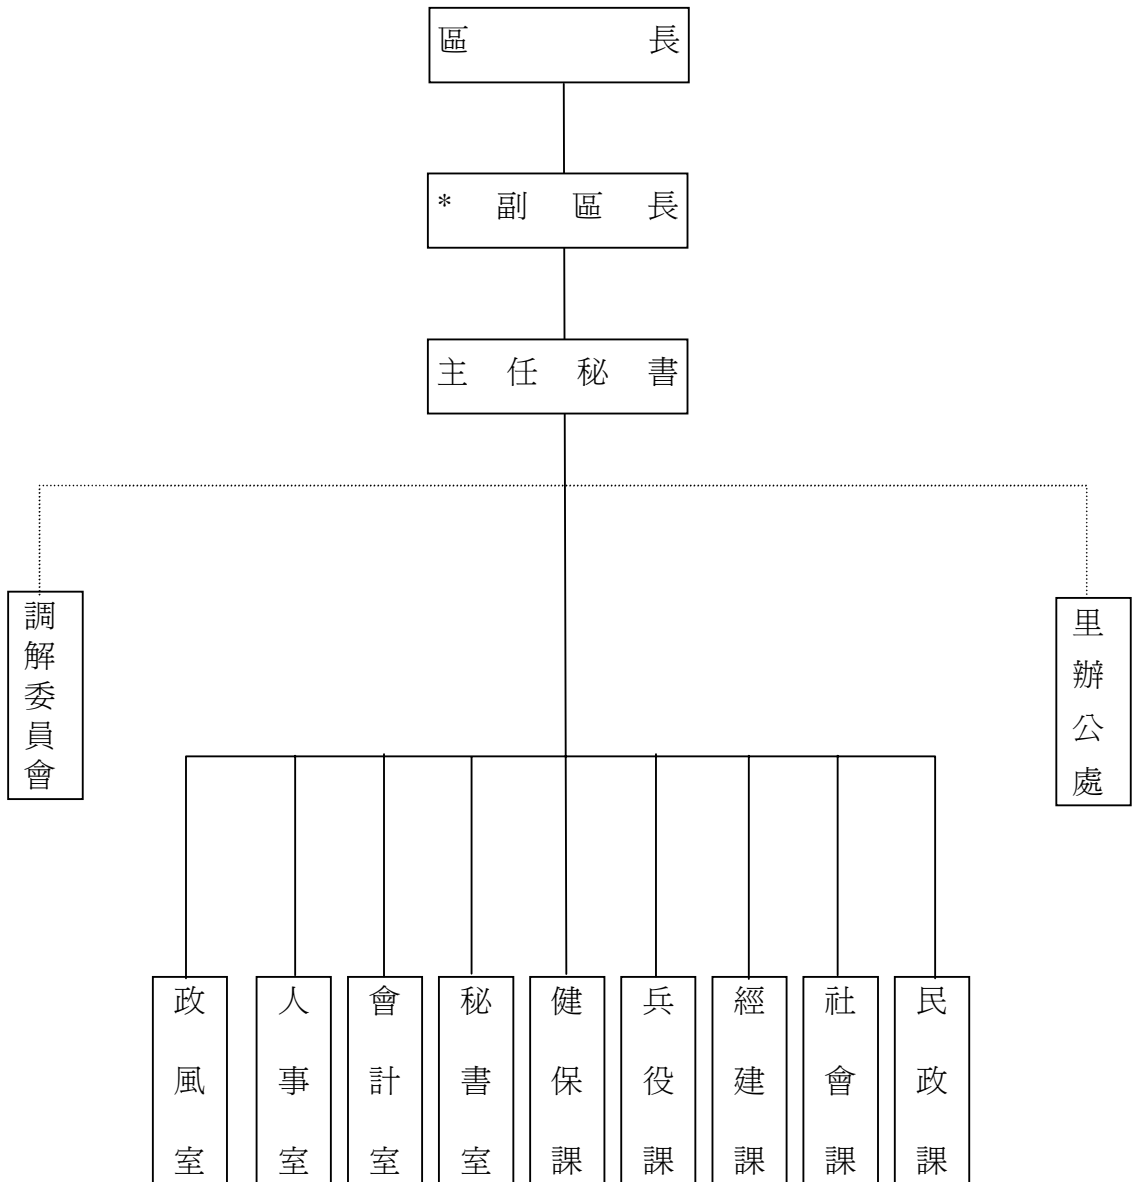 區長
* 副區長
主任秘書
調解委員會
里辦公處
政風室
人事室
會計室
秘書室
健保課
兵役課
經建課
社會課
民政課